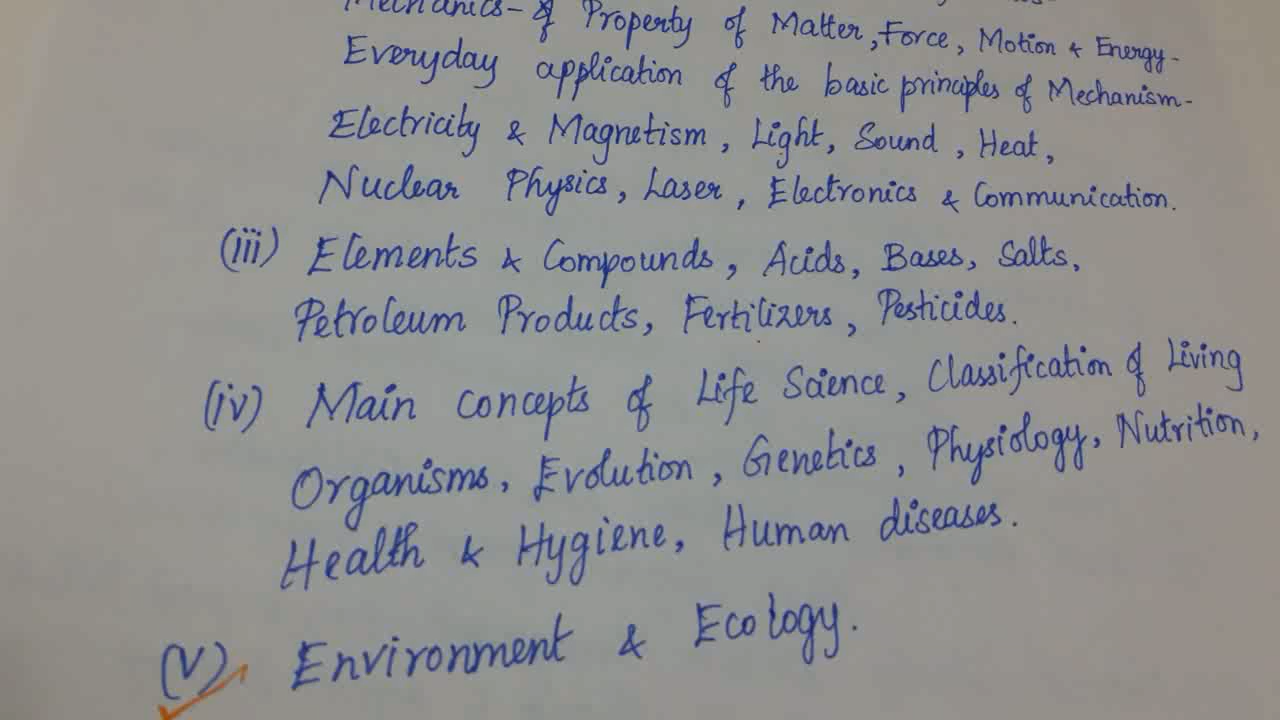 Mechanics - & Property of Matter, Force, Motion & Energy -
Everyday application of the basic principles of Mechanism -
Electricity & Magnetism, Light, Sound, Heat,
Nuclear Physics, Laser, Electronics & Communication.
(iii) Elements & Compounds, Acids, Bases, Salts,
Petroleum Products, Fertilizers, Pesticides.
(iv) Main concepts of Life Science, Classification of Living
Organisms, Evolution, Genetics, Physiology, Nutrition,
Health & Hygiene, Human diseases.
(V) Environment & Ecology.